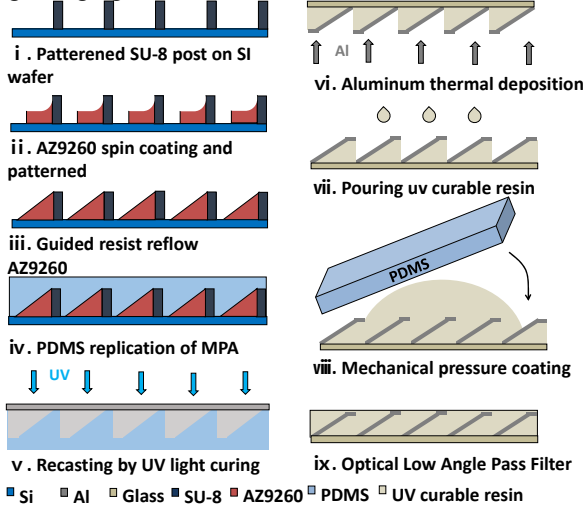 i . Patterened SU-8 post on SI
wafer
ii . AZ9260 spin coating and
patterned
iii. Guided resist reflow
AZ9260
iv. PDMS replication of MPA
UV
v . Recasting by UV light curing
Al
vi. Aluminum thermal deposition
vii. Pouring uv curable resin
PDMS
viii. Mechanical pressure coating
ix. Optical Low Angle Pass Filter
Si Al Glass SU-8 AZ9260 PDMS UV curable resin